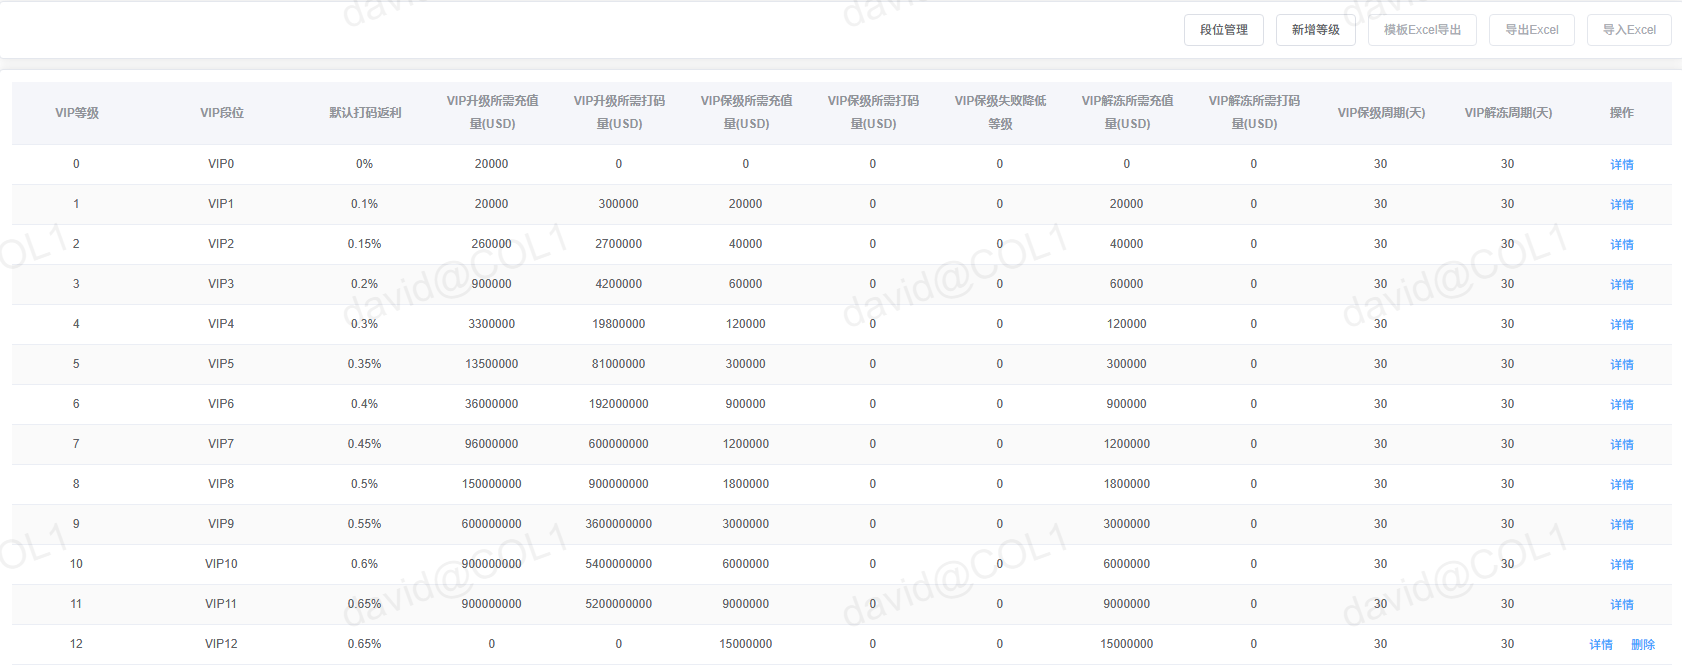 段位管理 新增等级 模板Excel导出 导出Excel 导入Excel
VIP等级 VIP段位 默认打码返利 VIP升级所需充值量(USD) VIP升级所需打码量(USD) VIP保级所需充值量(USD) VIP保级所需打码量(USD) VIP保级失败降低等级 VIP解冻所需充值量(USD) VIP解冻所需打码量(USD) VIP保级周期(天) VIP解冻周期(天) 操作
0 VIP0 0% 20000 0 0 0 0 0 0 30 30 详情
1 VIP1 0.1% 20000 300000 20000 0 0 20000 0 30 30 详情
2 VIP2 0.15% 260000 2700000 40000 0 0 40000 0 30 30 详情
3 VIP3 0.2% 900000 4200000 60000 0 0 60000 0 30 30 详情
4 VIP4 0.3% 3300000 19800000 120000 0 0 120000 0 30 30 详情
5 VIP5 0.35% 13500000 81000000 300000 0 0 300000 0 30 30 详情
6 VIP6 0.4% 36000000 192000000 900000 0 0 900000 0 30 30 详情
7 VIP7 0.45% 96000000 600000000 1200000 0 0 1200000 0 30 30 详情
8 VIP8 0.5% 150000000 900000000 1800000 0 0 1800000 0 30 30 详情
9 VIP9 0.55% 600000000 3600000000 3000000 0 0 3000000 0 30 30 详情
10 VIP10 0.6% 900000000 5400000000 6000000 0 0 6000000 0 30 30 详情
11 VIP11 0.65% 900000000 5200000000 9000000 0 0 9000000 0 30 30 详情
12 VIP12 0.65% 0 0 15000000 0 0 15000000 0 30 30 详情 删除
david@COL1
david@COL1
david@COL1
david@COL1
david@COL1
david@COL1